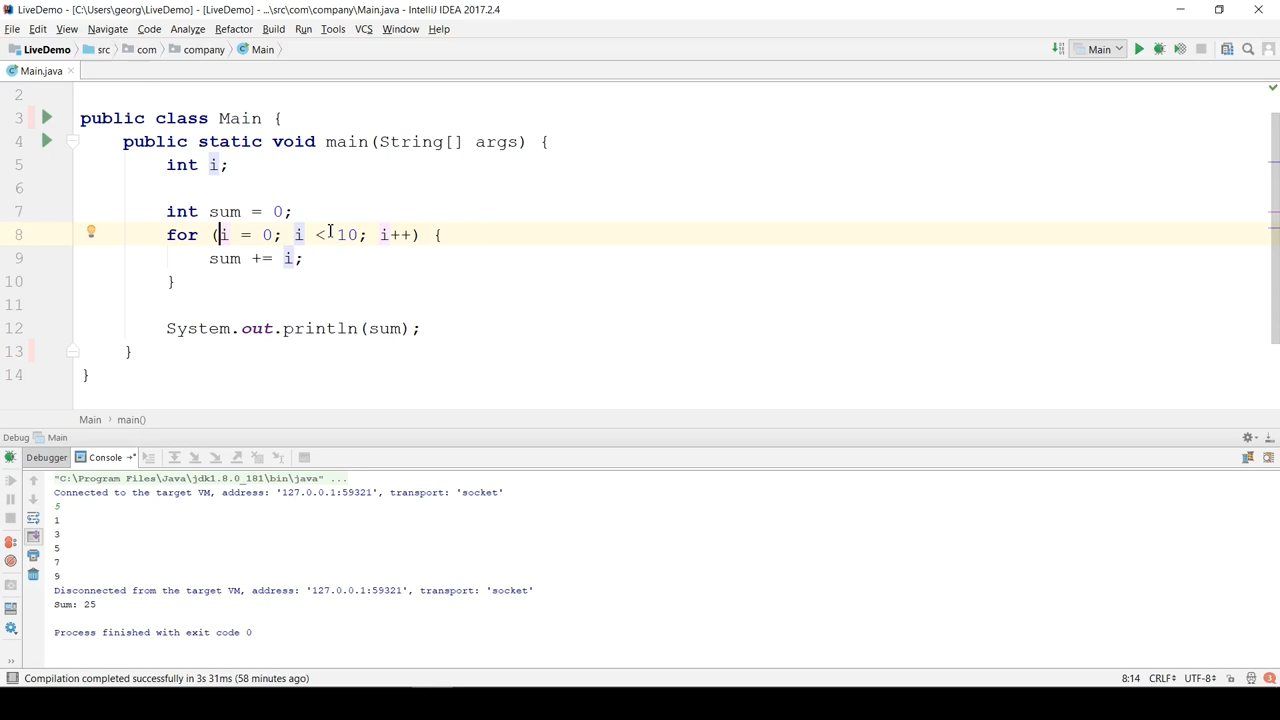 LiveDemo - [C:\Users\georg\LiveDemo] - [LiveDemo] - ...\src\com\company\Main.java - IntelliJ IDEA 2017.2.4
File Edit View Navigate Code Analyze Refactor Build Run Tools VCS Window Help
LiveDemo src com company Main Main
Main.java
2
3 public class Main {
4 public static void main(String[] args) {
5 int i;
6
7 int sum = 0;
8 for (i = 0; i < 10; i++) {
9 sum += i;
10 }
11
12 System.out.println(sum);
13 }
14 }
Main main()
Debug Main
Debugger Console
"C:\Program Files\Java\jdk1.8.0_181\bin\java" ...
Connected to the target VM, address: '127.0.0.1:59321', transport: 'socket'
5
1
3
5
7
9
Disconnected from the target VM, address: '127.0.0.1:59321', transport: 'socket'
Sum: 25
Process finished with exit code 0
Compilation completed successfully in 3s 31ms (58 minutes ago) 8:14 CRLF UTF-8 3